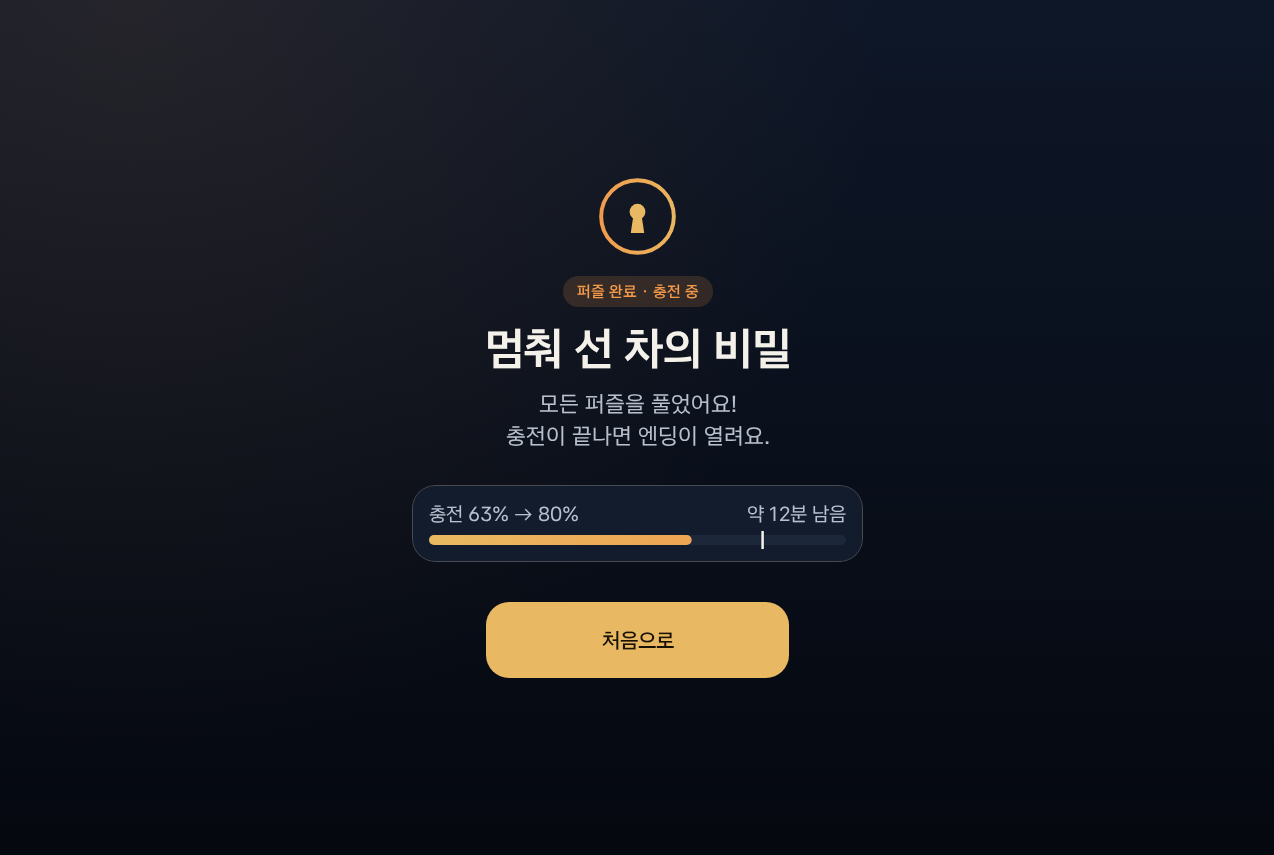 퍼즐 완료 · 충전 중
멈춰 선 차의 비밀
모든 퍼즐을 풀었어요!
충전이 끝나면 엔딩이 열려요.
충전 63% → 80%
약 12분 남음
처음으로